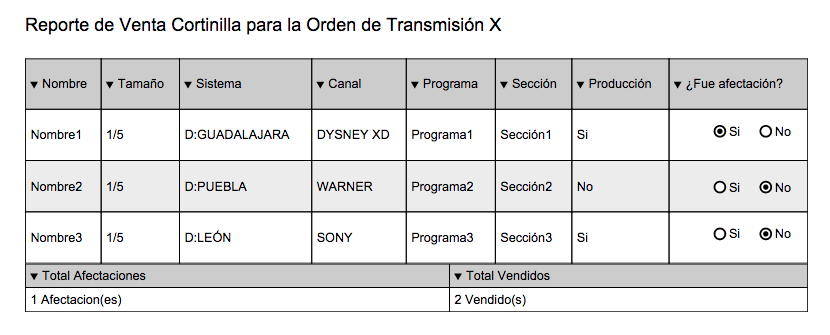 Reporte de Venta Cortinilla para la Orden de Transmisión X
▼ Nombre ▼ Tamaño ▼ Sistema ▼ Canal ▼ Programa ▼ Sección ▼ Producción ▼ ¿Fue afectación?
Nombre1 1/5 D:GUADALAJARA DYSNEY XD Programa1 Sección1 Si Si No
Nombre2 1/5 D:PUEBLA WARNER Programa2 Sección2 No Si No
Nombre3 1/5 D:LEÓN SONY Programa3 Sección3 Si Si No
▼ Total Afectaciones ▼ Total Vendidos
1 Afectacion(es) 2 Vendido(s)